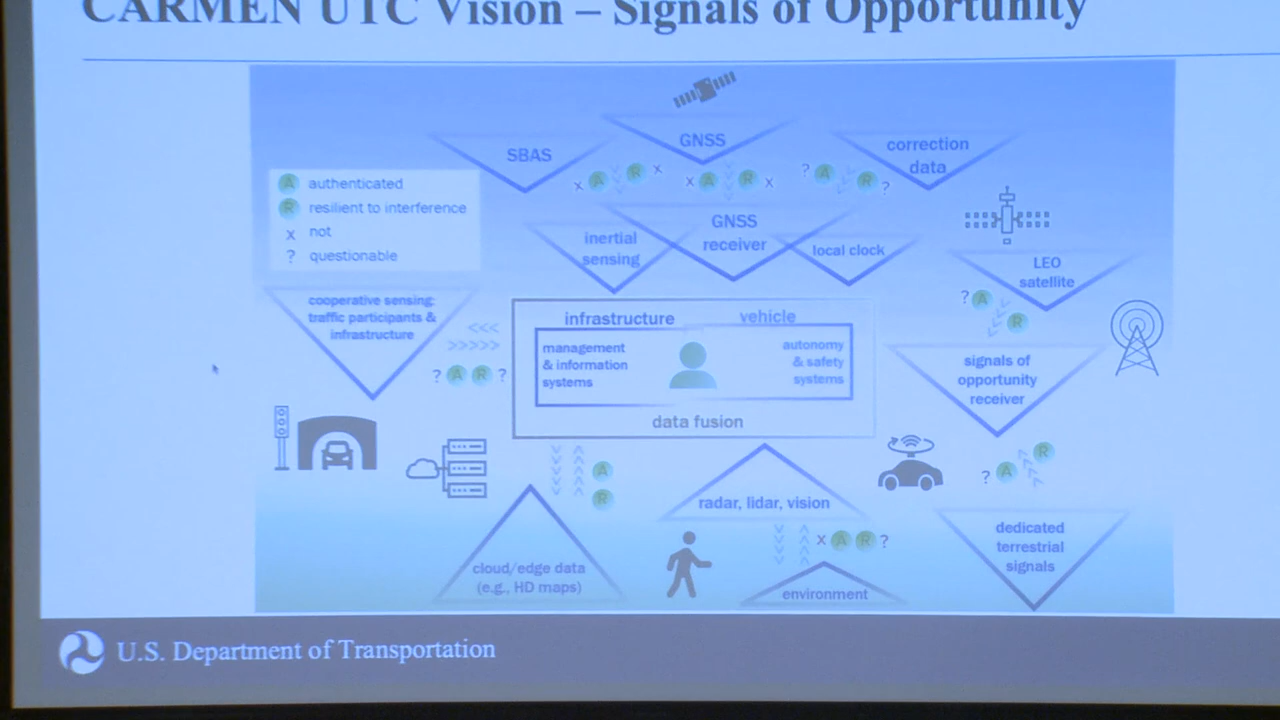 CARMEN UTC Vision – Signals of Opportunity
SBAS
GNSS
correction
data
A authenticated
R resilient to interference
x not
? questionable
x A R x
x A R x
? A R ?
inertial
sensing
GNSS
receiver
local clock
LEO
satellite
? A R
cooperative sensing:
traffic participants &
infrastructure
<<<
>>>>>
? A R ?
infrastructure
vehicle
management
& information
systems
autonomy
& safety
systems
data fusion
signals of
opportunity
receiver
? A R
A
R
radar, lidar, vision
x A R ?
cloud/edge data
(e.g., HD maps)
environment
dedicated
terrestrial
signals
U.S. Department of Transportation